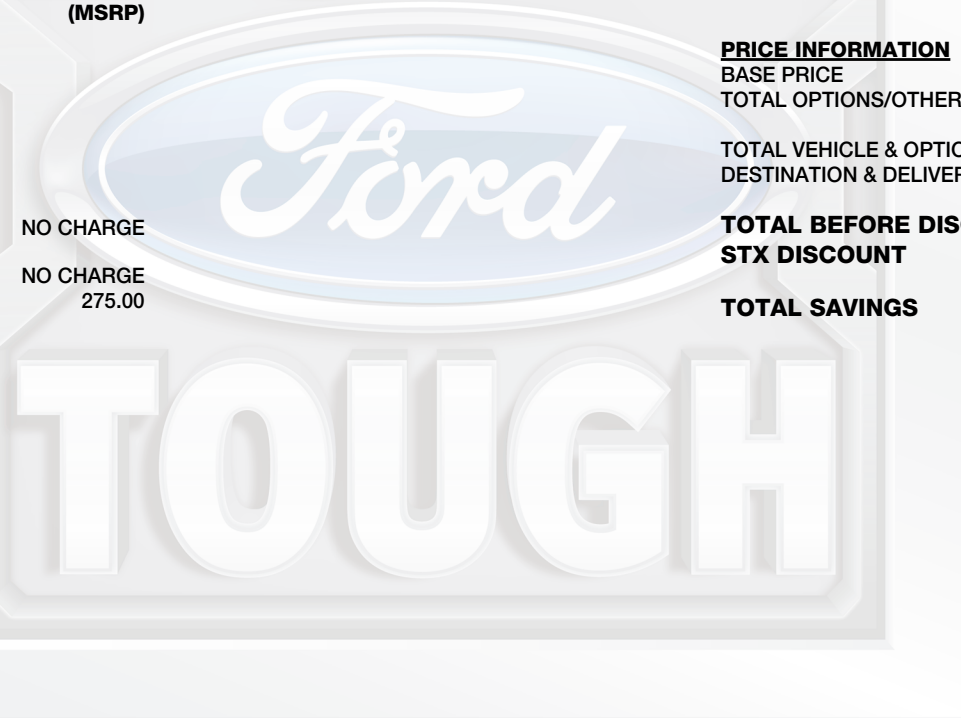 (MSRP)
NO CHARGE
NO CHARGE
275.00
PRICE INFORMATION
BASE PRICE
TOTAL OPTIONS/OTHER
TOTAL VEHICLE & OPTIO
DESTINATION & DELIVER
TOTAL BEFORE DIS
STX DISCOUNT
TOTAL SAVINGS
Ford
TOUGH